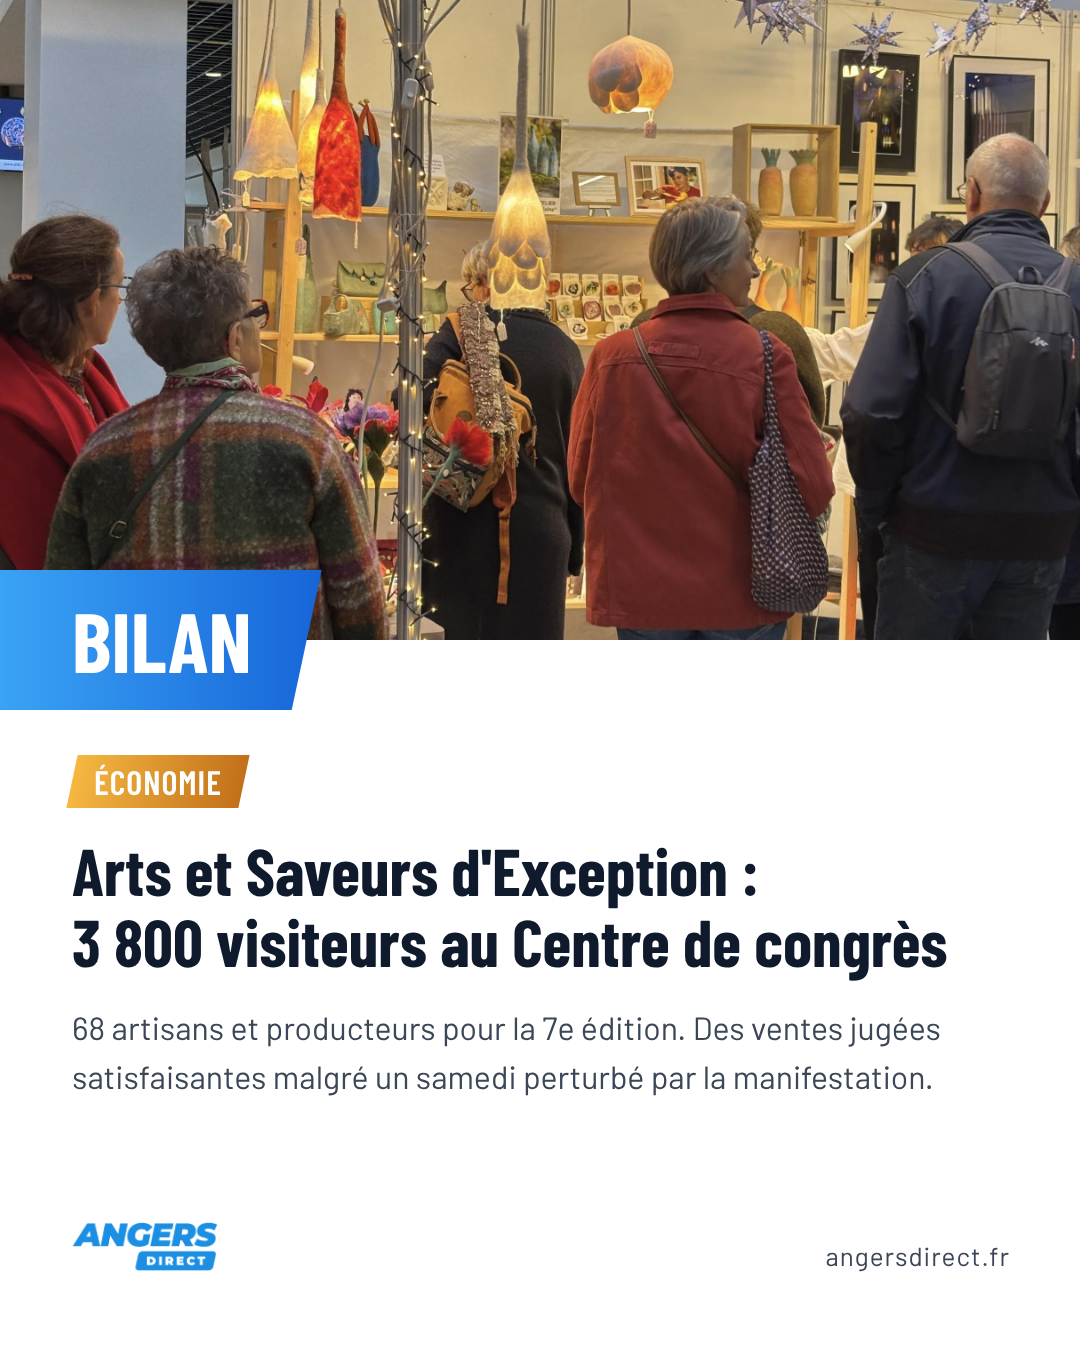 BILAN
ÉCONOMIE
Arts et Saveurs d'Exception :
3 800 visiteurs au Centre de congrès
68 artisans et producteurs pour la 7e édition. Des ventes jugées
satisfaisantes malgré un samedi perturbé par la manifestation.
ANGERS
DIRECT
angersdirect.fr